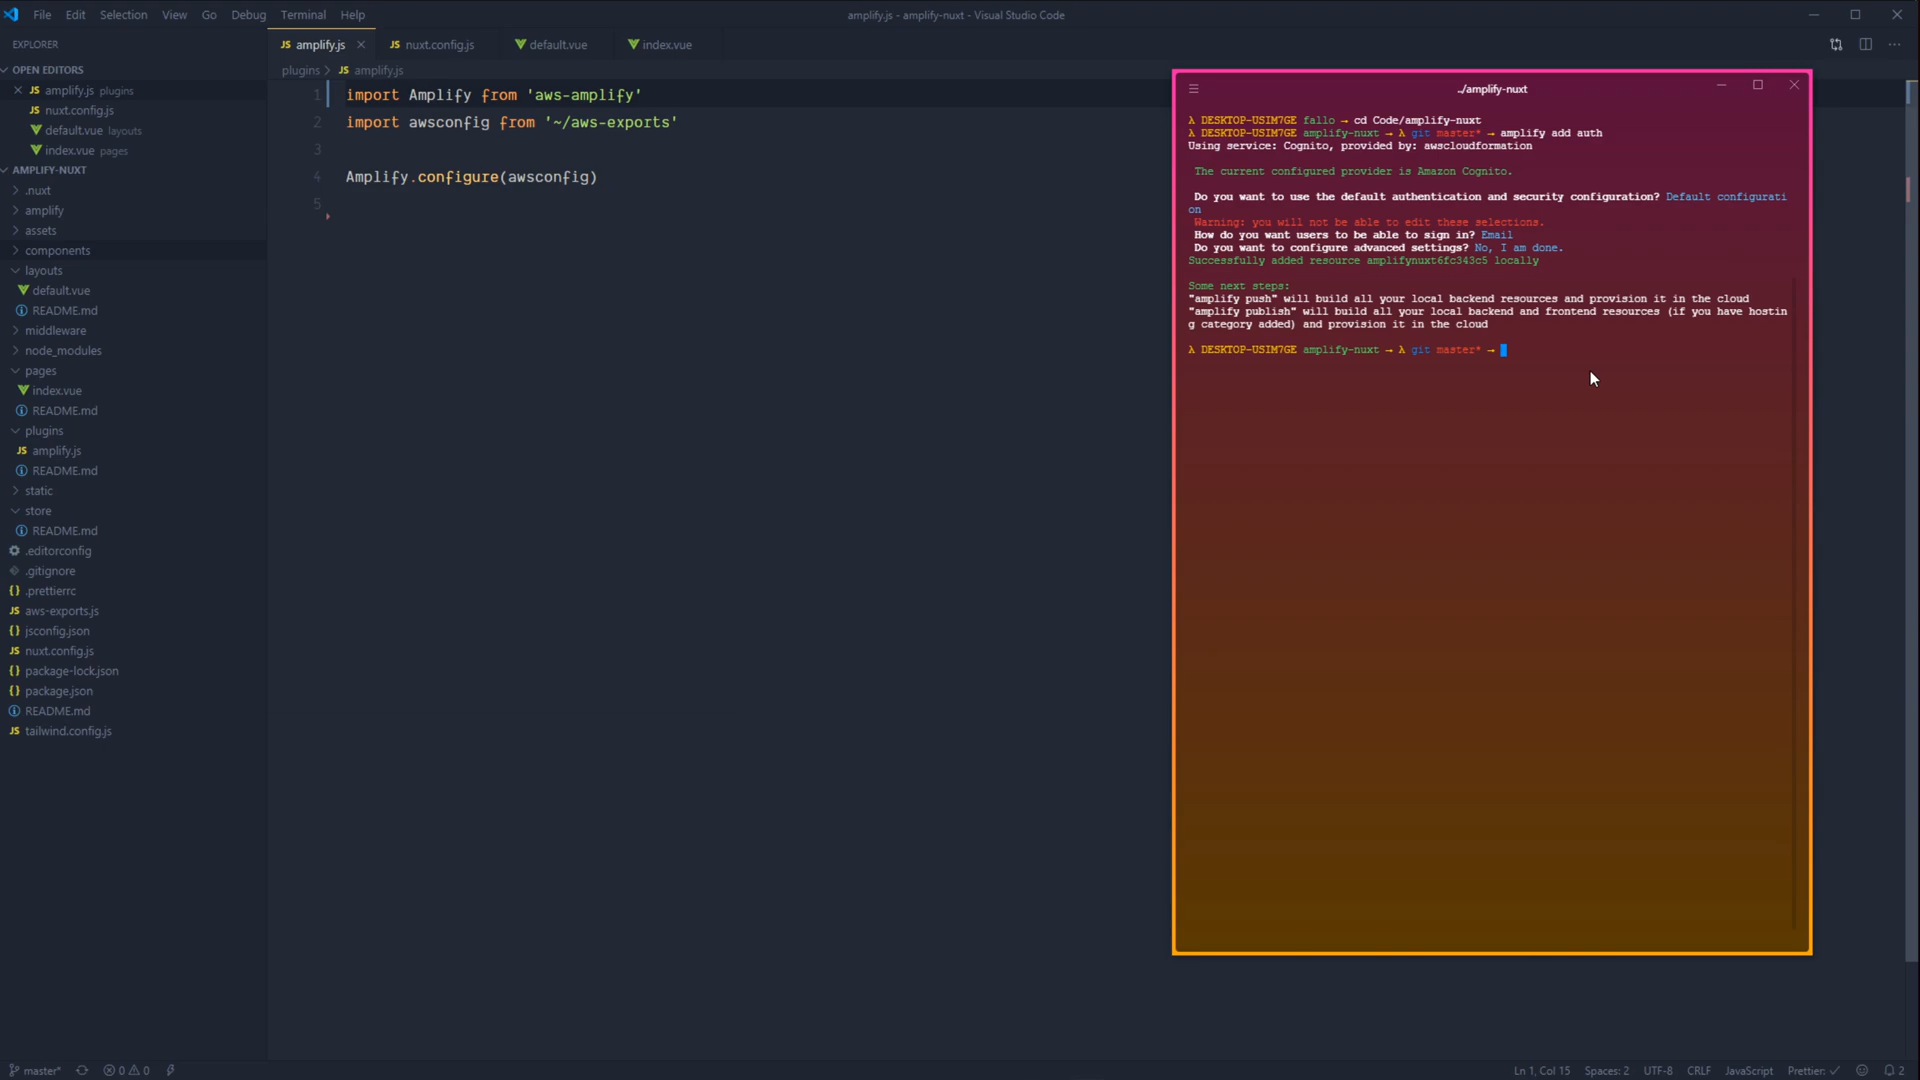 File Edit Selection View Go Debug Terminal Help
amplify.js - amplify-nuxt - Visual Studio Code
EXPLORER
OPEN EDITORS
amplify.js plugins
nuxt.config.js
default.vue layouts
index.vue pages
AMPLIFY-NUXT
.nuxt
amplify
assets
components
layouts
default.vue
README.md
middleware
node_modules
pages
index.vue
README.md
plugins
amplify.js
README.md
static
store
README.md
.editorconfig
.gitignore
.prettierrc
aws-exports.js
jsconfig.json
nuxt.config.js
package-lock.json
package.json
README.md
tailwind.config.js
JS amplify.js
JS nuxt.config.js
default.vue
index.vue
plugins > JS amplify.js
1 import Amplify from 'aws-amplify'
2 import awsconfig from '~/aws-exports'
3
4 Amplify.configure(awsconfig)
5
../amplify-nuxt
λ DESKTOP-USIM7GE fallo → cd Code/amplify-nuxt
λ DESKTOP-USIM7GE amplify-nuxt → λ git master* → amplify add auth
Using service: Cognito, provided by: awscloudformation
The current configured provider is Amazon Cognito.
Do you want to use the default authentication and security configuration? Default configurati
on
Warning: you will not be able to edit these selections.
How do you want users to be able to sign in? Email
Do you want to configure advanced settings? No, I am done.
Successfully added resource amplifynuxt6fc343c5 locally
Some next steps:
"amplify push" will build all your local backend resources and provision it in the cloud
"amplify publish" will build all your local backend and frontend resources (if you have hostin
g category added) and provision it in the cloud
λ DESKTOP-USIM7GE amplify-nuxt → λ git master* →
master* 0 0
Ln 1, Col 15 Spaces: 2 UTF-8 CRLF JavaScript Prettier: ✓ 2